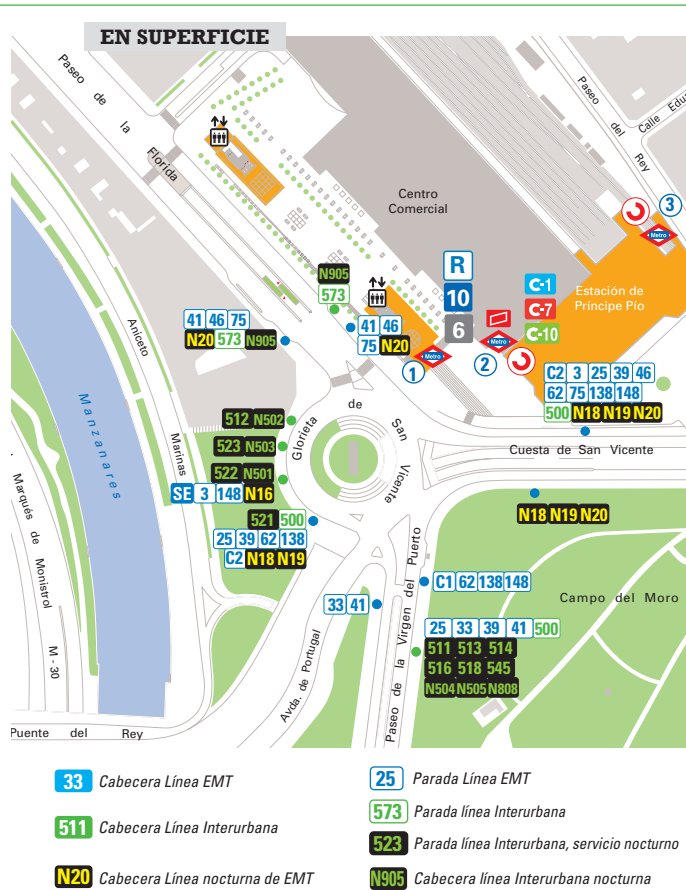 EN SUPERFICIE
Paseo de la Florida
Paseo del Rey
Calle Edua
3
Metro
Centro
Comercial
N905
573
R
10
6
C-1
C-7
C-10
Estación de
Príncipe Pío
41 46 75
N20 573 N905
41 46
75 N20
Metro
1
2
Metro
C2 3 25 39 46
62 75 138 148
500 N18 N19 N20
Aniceto Marinas
Manzanares
512 N502
523 N503
522 N501
SE 3 148 N16
Glorieta de San Vicente
Cuesta de San Vicente
521 500
25 39 62 138
C2 N18 N19
N18 N19 N20
Marqués de Monistrol
M-30
33 41
C1 62 138 148
Campo del Moro
25 33 39 41 500
511 513 514
516 518 545
N504 N505 N808
Avda. de Portugal
Paseo de la Virgen del Puerto
Puente del Rey
33 Cabecera Línea EMT
25 Parada Línea EMT
573 Parada línea Interurbana
511 Cabecera Línea Interurbana
523 Parada línea Interurbana, servicio nocturno
N20 Cabecera Línea nocturna de EMT
N905 Cabecera línea Interurbana nocturna